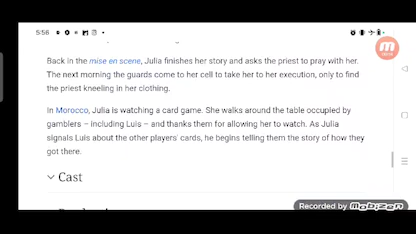 5:56
Back in the mise en scene, Julia finishes her story and asks the priest to pray with her.
The next morning the guards come to her cell to take her to her execution, only to find
the priest kneeling in her clothing.
In Morocco, Julia is watching a card game. She walks around the table occupied by
gamblers – including Luis – and thanks them for allowing her to watch. As Julia
signals Luis about the other players' cards, he begins telling them the story of how they
got there.
Cast
Recorded by Mobizen